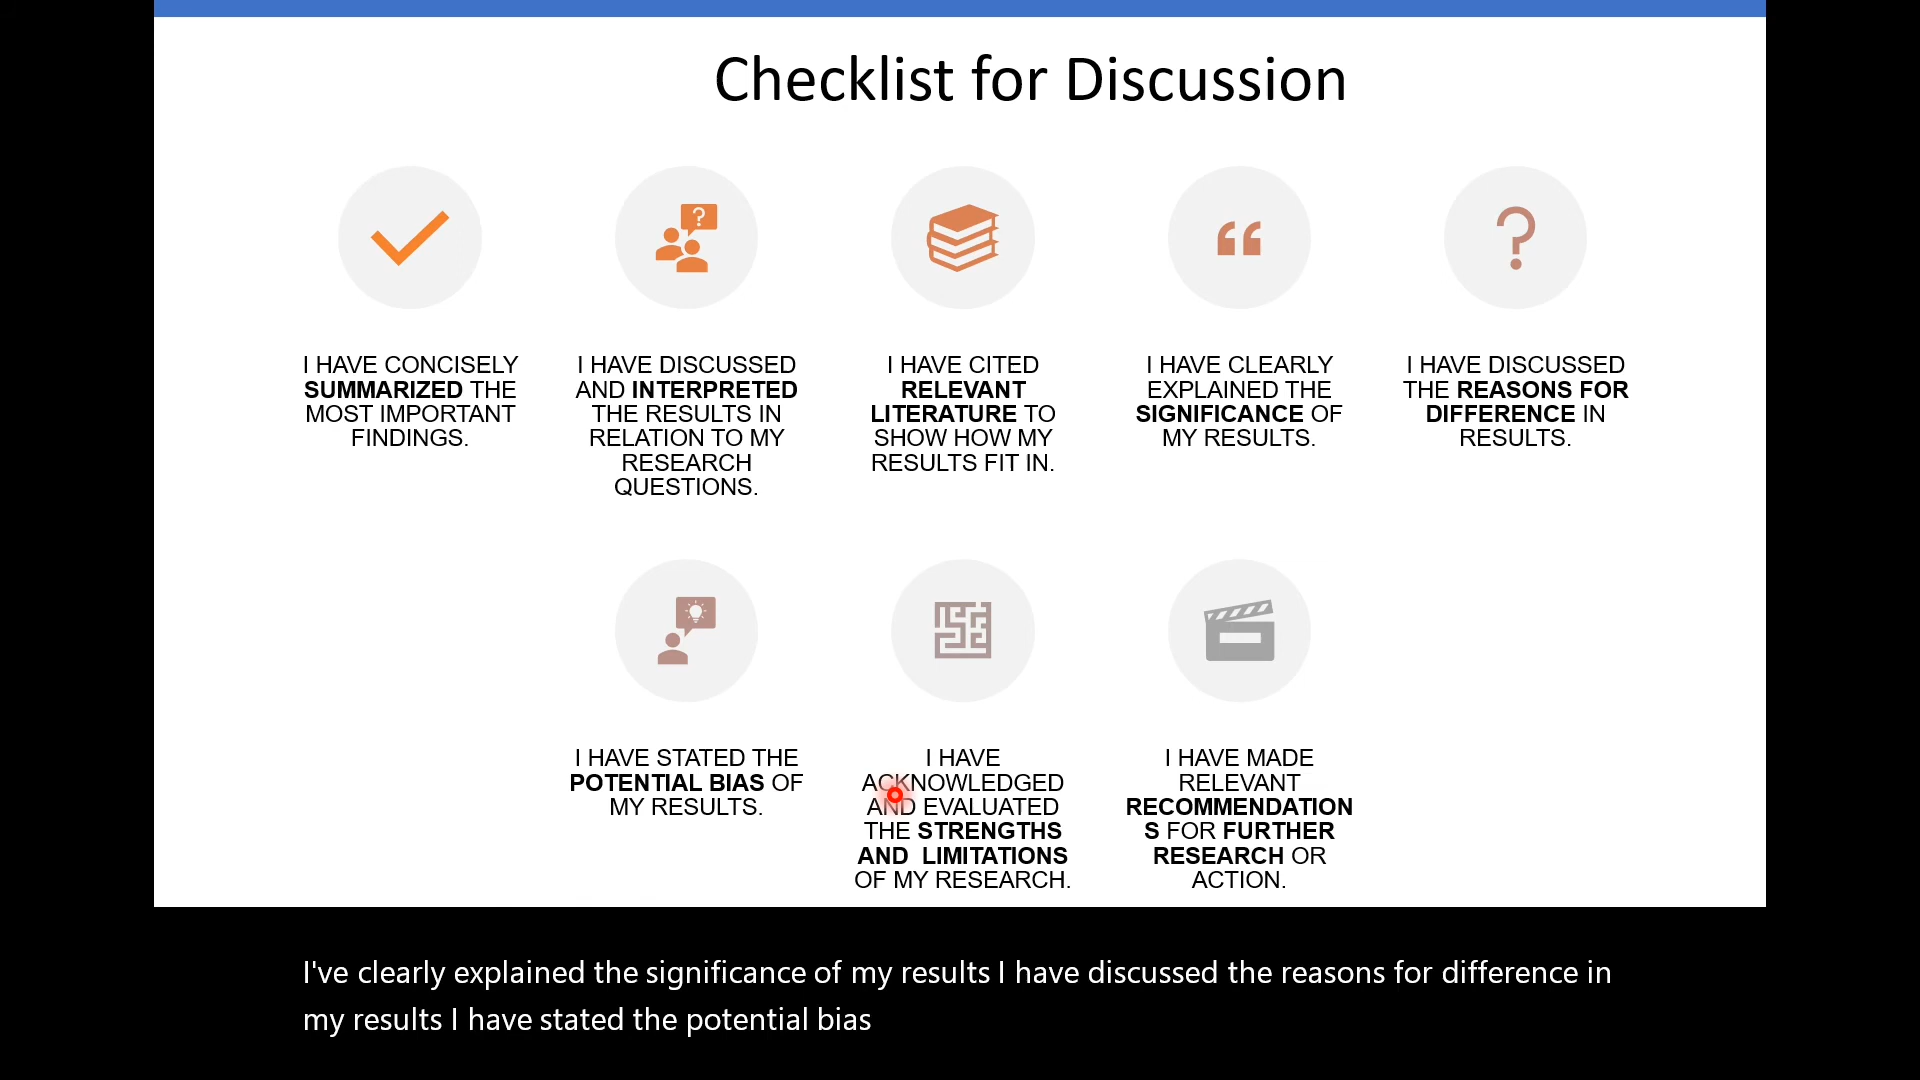 Checklist for Discussion
I HAVE CONCISELY
SUMMARIZED THE
MOST IMPORTANT
FINDINGS.
I HAVE DISCUSSED
AND INTERPRETED
THE RESULTS IN
RELATION TO MY
RESEARCH
QUESTIONS.
I HAVE CITED
RELEVANT
LITERATURE TO
SHOW HOW MY
RESULTS FIT IN.
I HAVE CLEARLY
EXPLAINED THE
SIGNIFICANCE OF
MY RESULTS.
I HAVE DISCUSSED
THE REASONS FOR
DIFFERENCE IN
RESULTS.
I HAVE STATED THE
POTENTIAL BIAS OF
MY RESULTS.
I HAVE
ACKNOWLEDGED
AND EVALUATED
THE STRENGTHS
AND LIMITATIONS
OF MY RESEARCH.
I HAVE MADE
RELEVANT
RECOMMENDATION
S FOR FURTHER
RESEARCH OR
ACTION.
I've clearly explained the significance of my results I have discussed the reasons for difference in
my results I have stated the potential bias